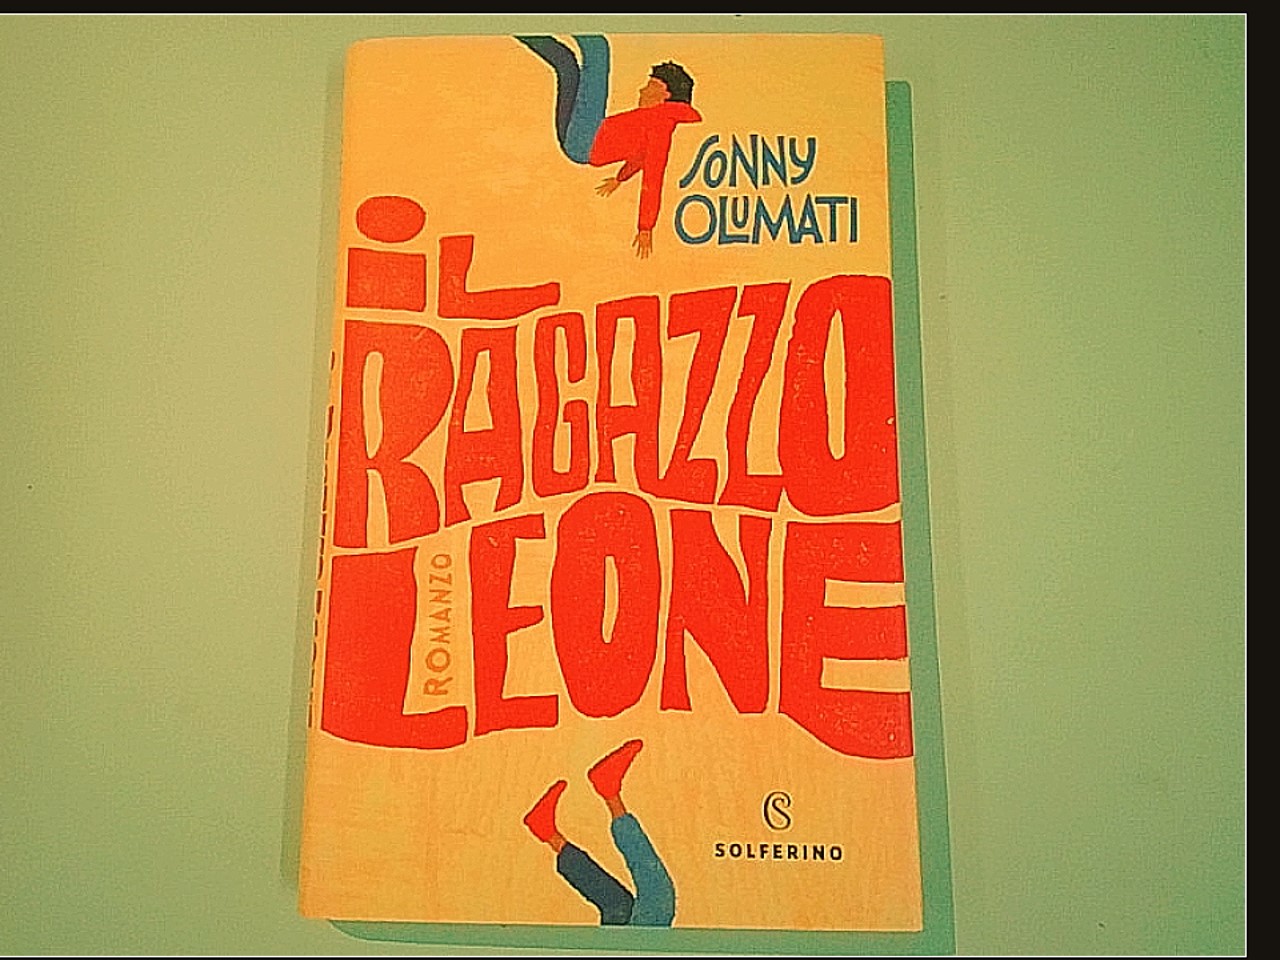 SONNY
OLUMATI
iL
RAGAZZO
LEONE
ROMANZO
SOLFERINO